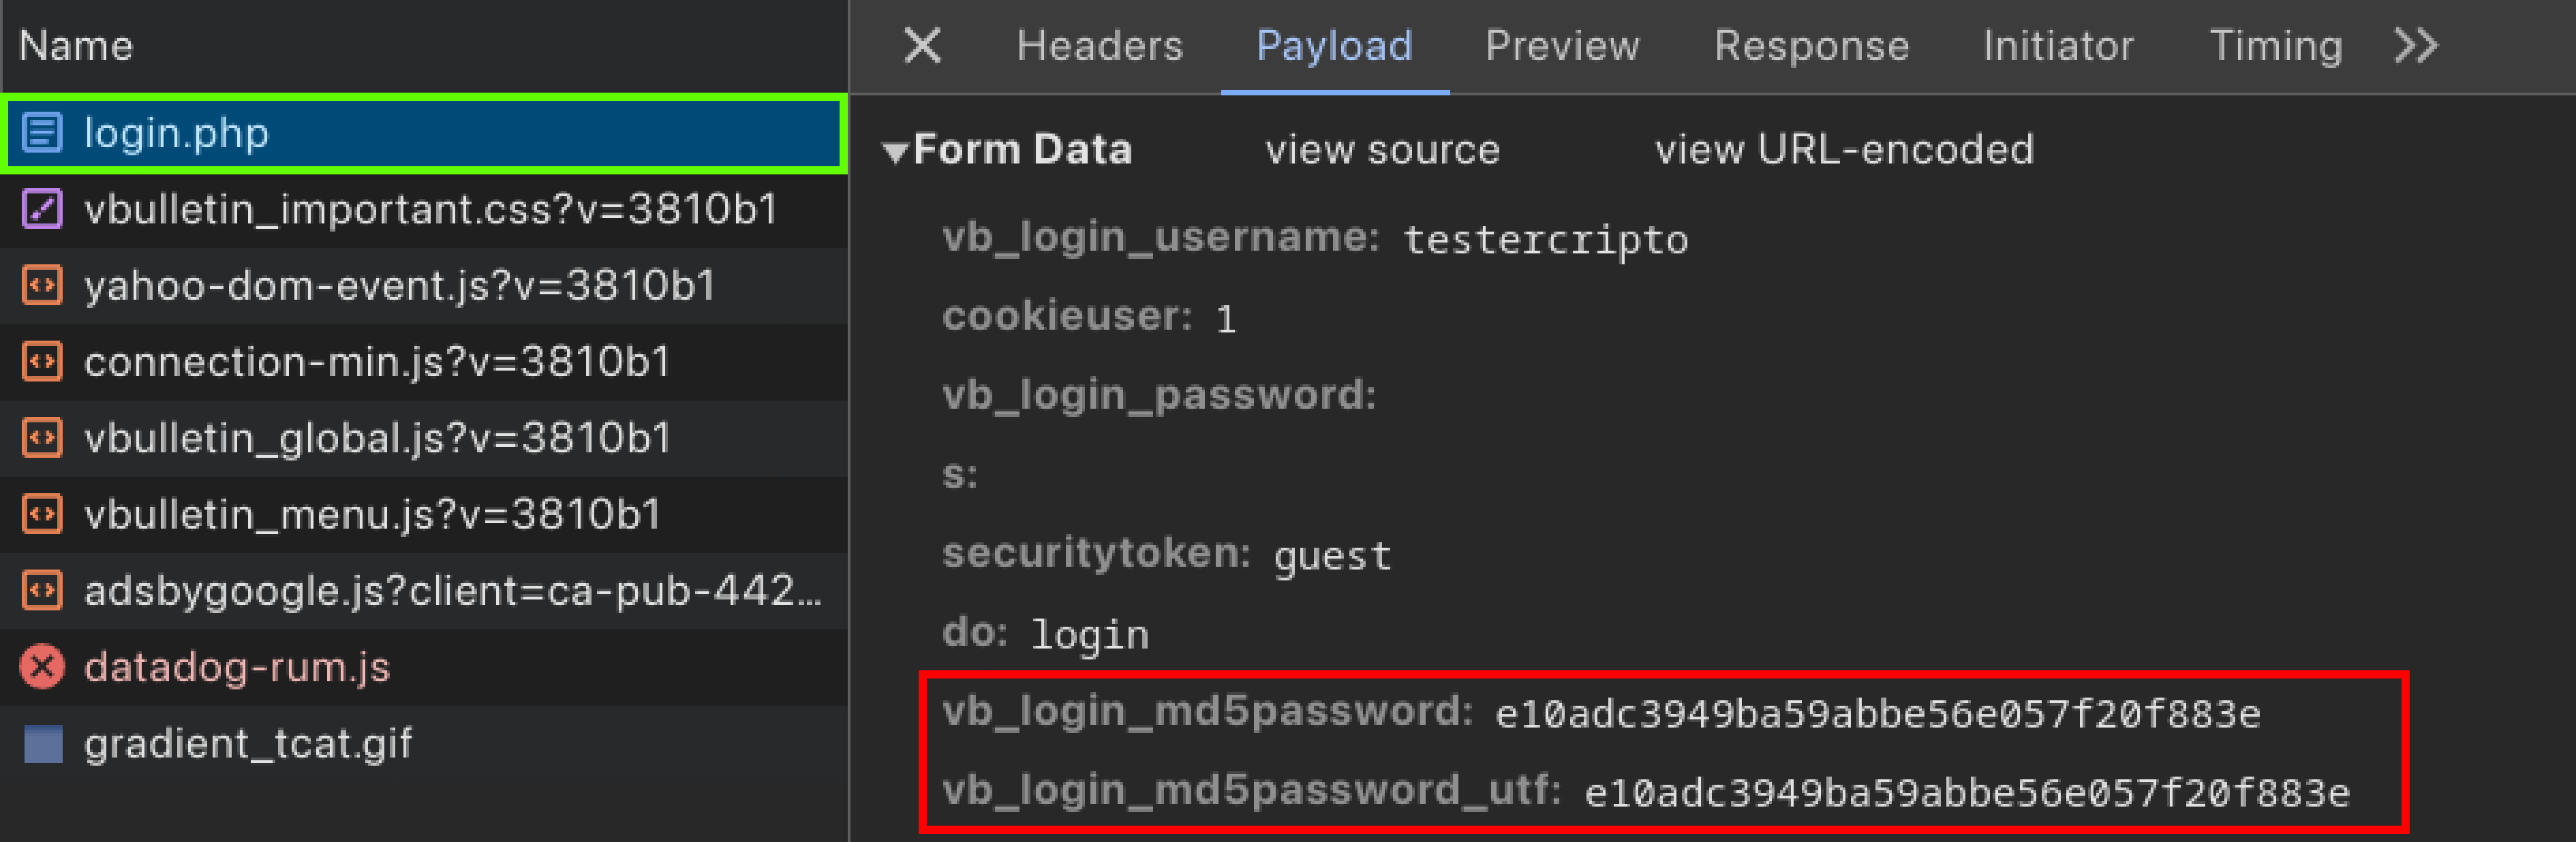 Name
login.php
vbulletin_important.css?v=3810b1
yahoo-dom-event.js?v=3810b1
connection-min.js?v=3810b1
vbulletin_global.js?v=3810b1
vbulletin_menu.js?v=3810b1
adsbygoogle.js?client=ca-pub-442...
datadog-rum.js
gradient_tcat.gif
Headers Payload Preview Response Initiator Timing
Form Data view source view URL-encoded
vb_login_username: testercripto
cookieuser: 1
vb_login_password:
s:
securitytoken: guest
do: login
vb_login_md5password: e10adc3949ba59abbe56e057f20f883e
vb_login_md5password_utf: e10adc3949ba59abbe56e057f20f883e